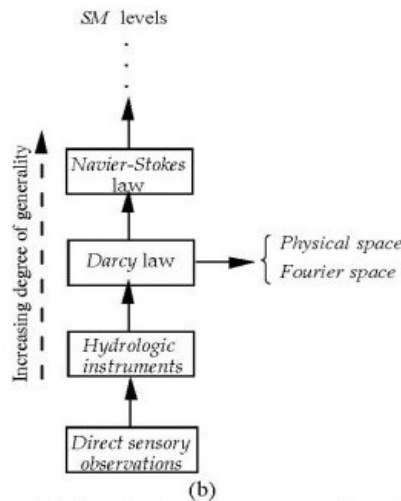 SM levels
Navier-Stokes
law
Darcy law
Physical space
Fourier space
Hydrologic
instruments
Direct sensory
observations
Increasing degree of generality
(b)